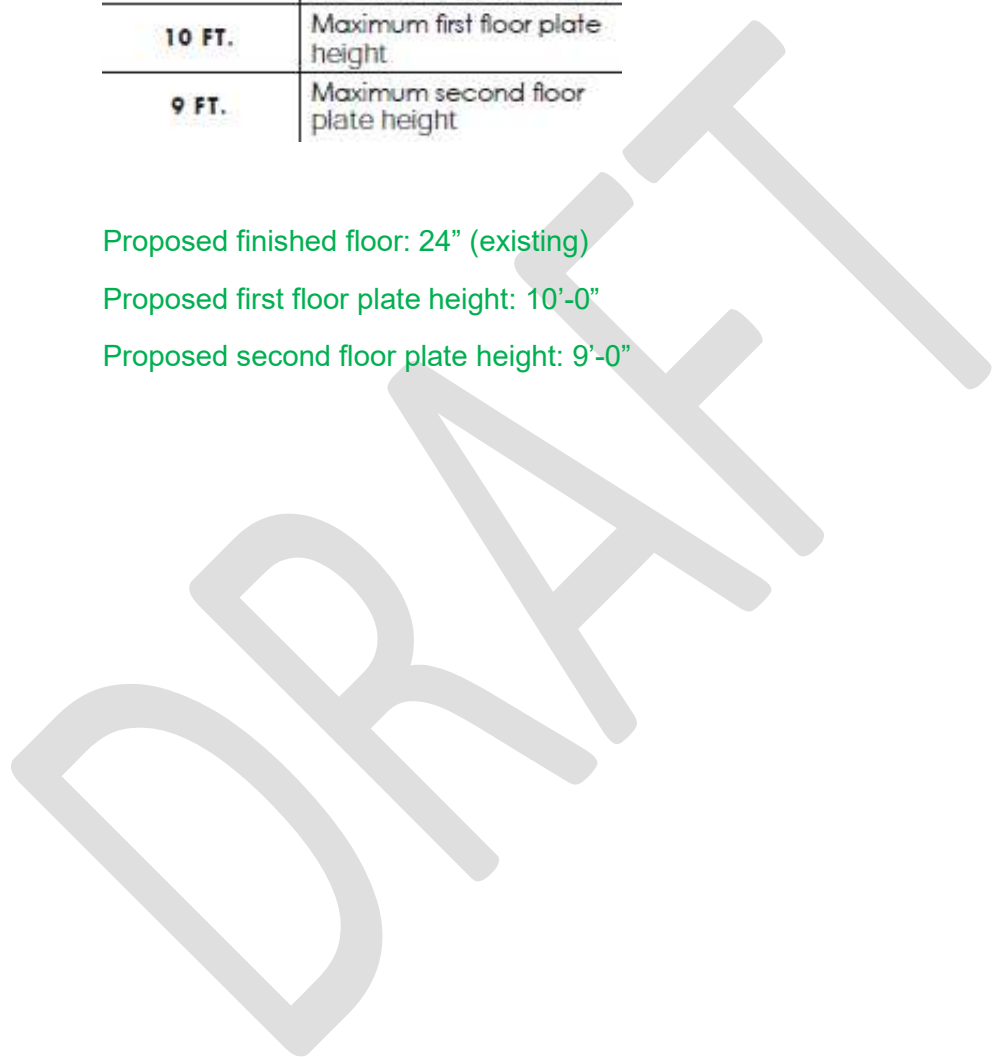 10 FT.
Maximum first floor plate
height
9 FT.
Maximum second floor
plate height
Proposed finished floor: 24” (existing)
Proposed first floor plate height: 10’-0”
Proposed second floor plate height: 9’-0”
DRAFT